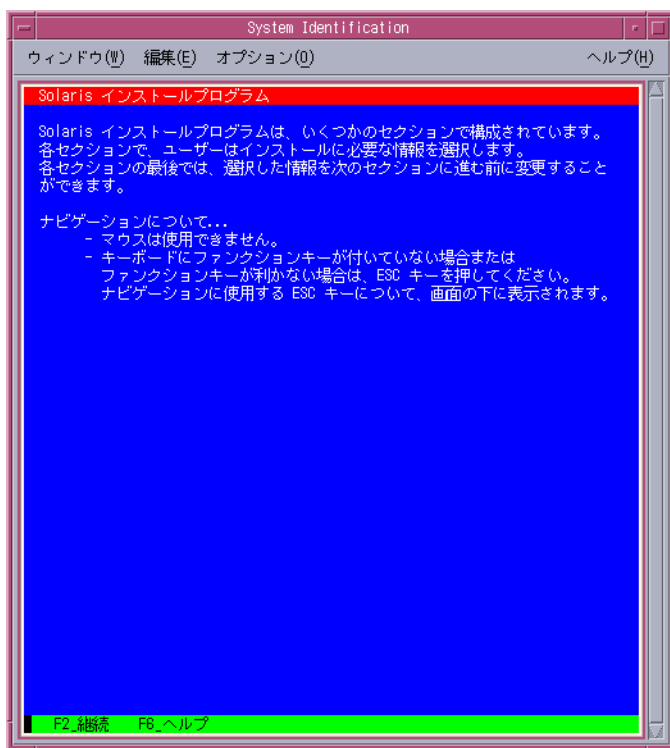 System Identification
ウィンドウ(W) 編集(E) オプション(O) ヘルプ(H)
Solaris インストールプログラム
Solaris インストールプログラムは、いくつかのセクションで構成されています。
各セクションで、ユーザーはインストールに必要な情報を選択します。
各セクションの最後では、選択した情報を次のセクションに進む前に変更すること
ができます。
ナビゲーションについて...
- マウスは使用できません。
- キーボードにファンクションキーが付いていない場合または
ファンクションキーが利かない場合は、ESC キーを押してください。
ナビゲーションに使用する ESC キーについて、画面の下に表示されます。
F2_継続 F6_ヘルプ